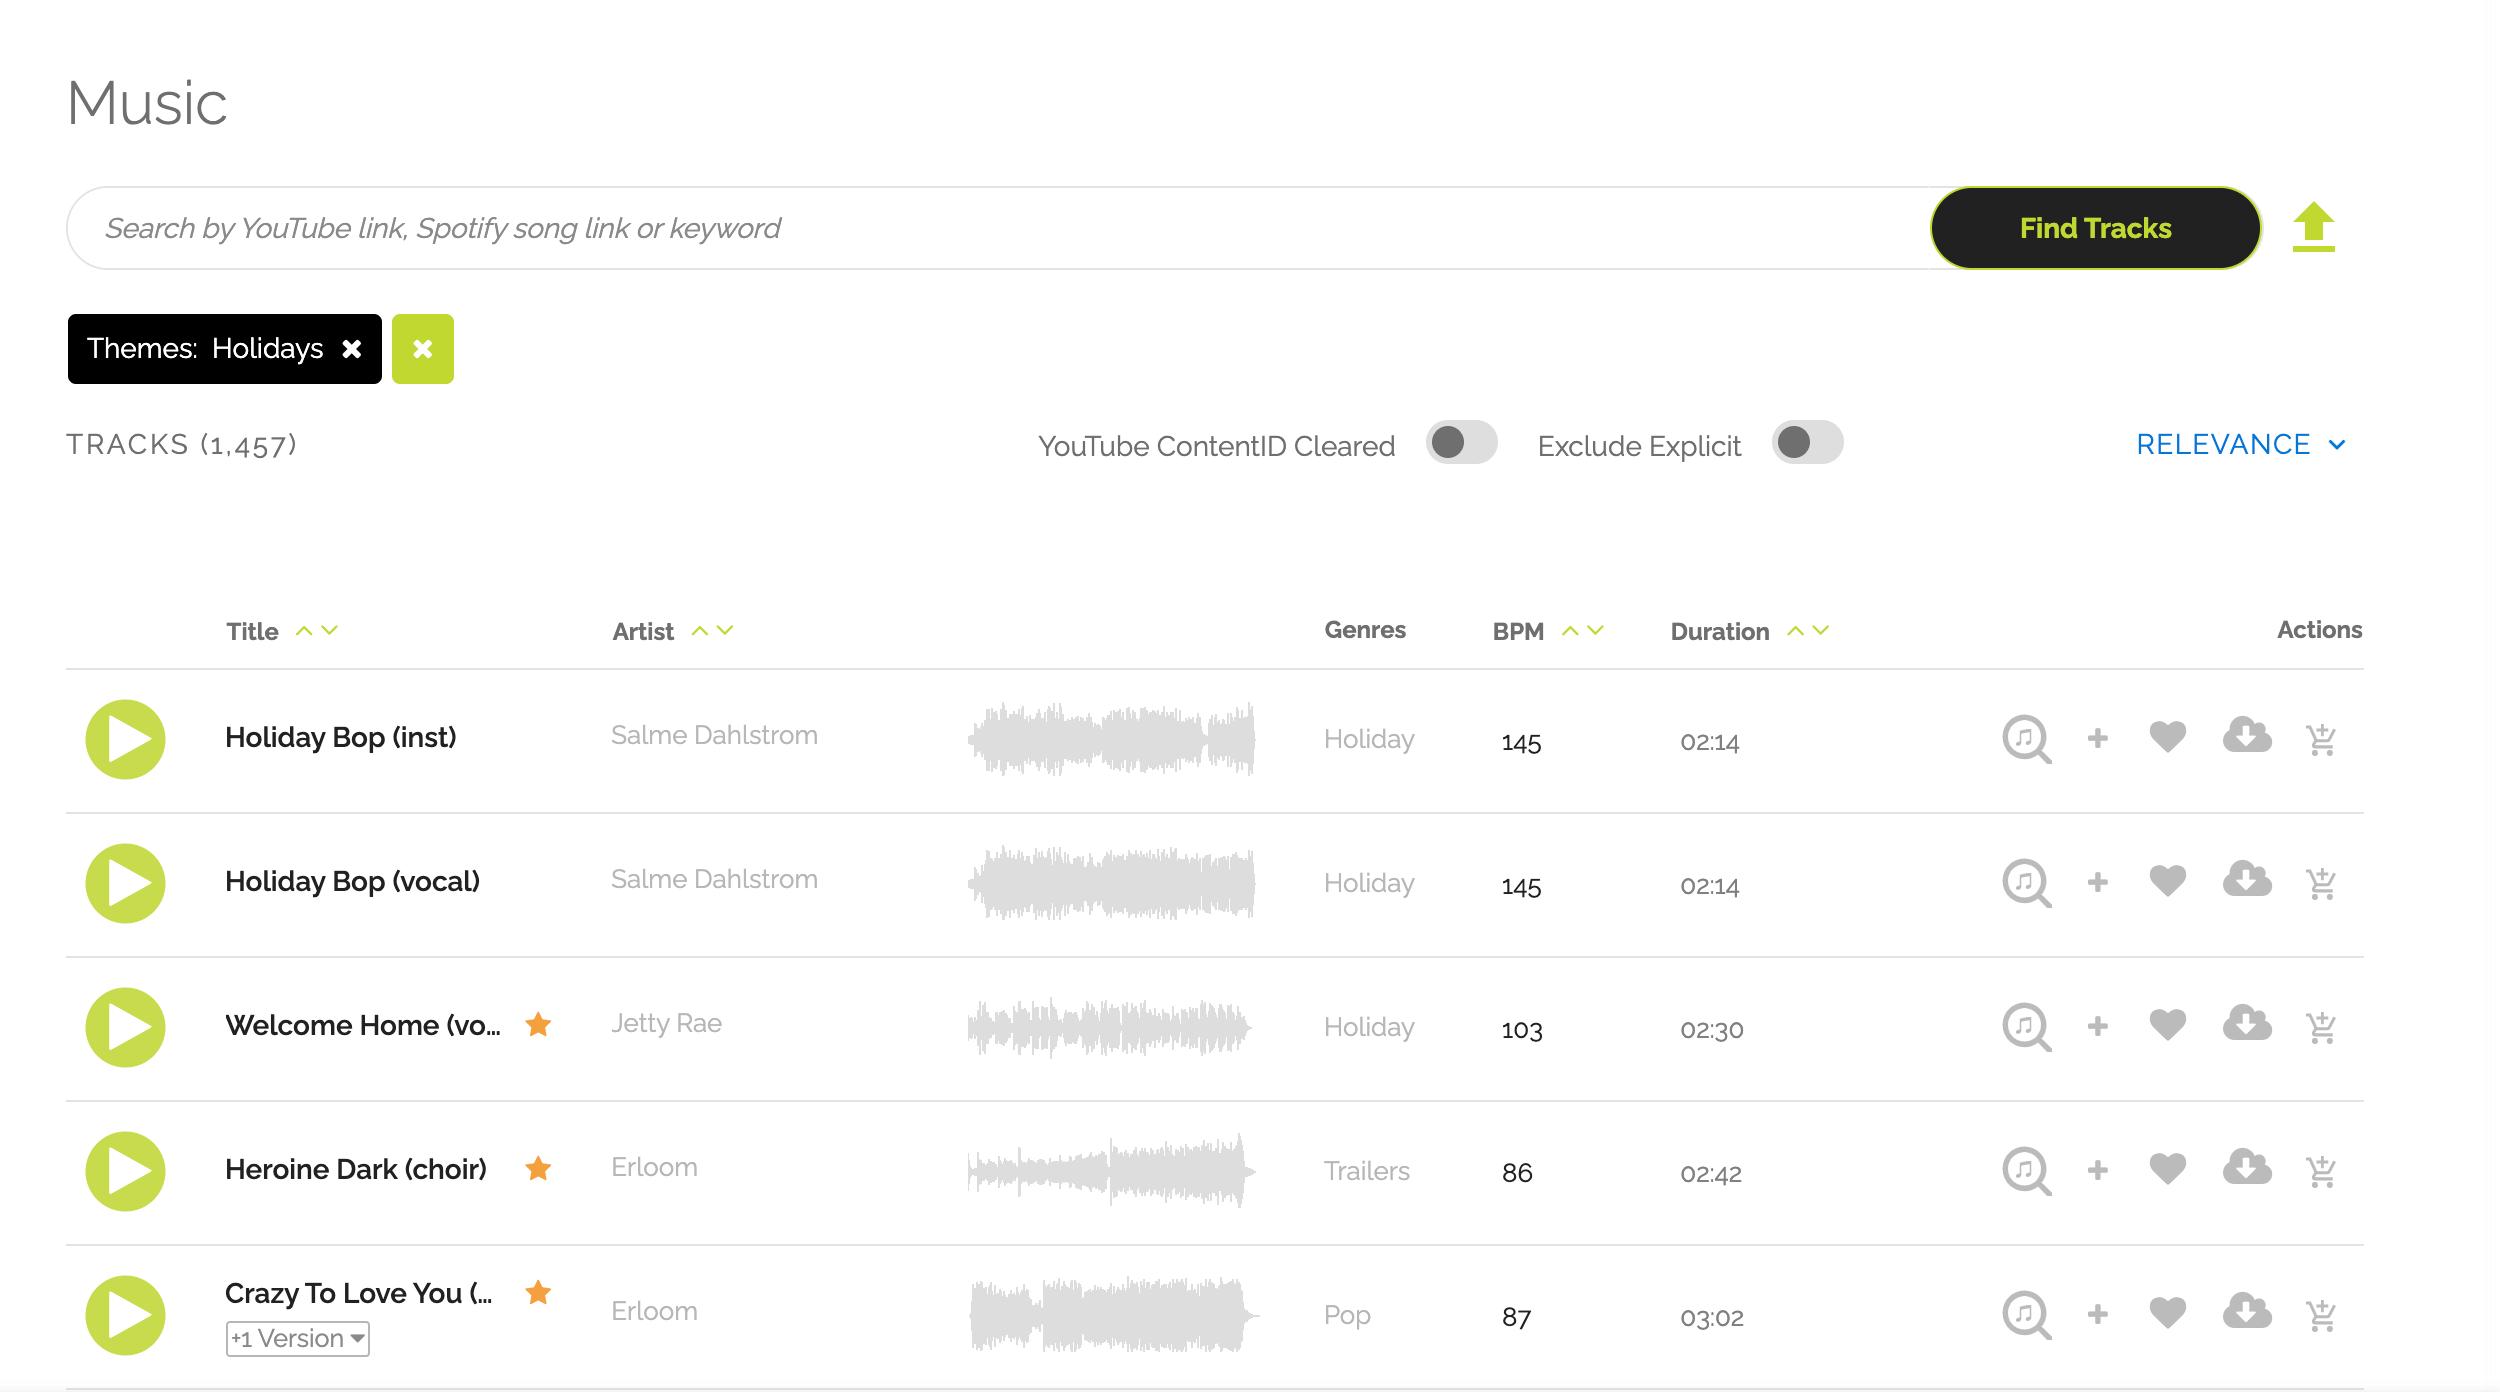 Music
Search by YouTube link, Spotify song link or keyword
Find Tracks
Themes: Holidays
TRACKS (1,457)
YouTube ContentID Cleared
Exclude Explicit
RELEVANCE
Title Artist Genres BPM Duration Actions
Holiday Bop (inst) Salme Dahlstrom Holiday 145 02:14
Holiday Bop (vocal) Salme Dahlstrom Holiday 145 02:14
Welcome Home (vo... Jetty Rae Holiday 103 02:30
Heroine Dark (choir) Erloom Trailers 86 02:42
Crazy To Love You (... Erloom Pop 87 03:02
+1 Version